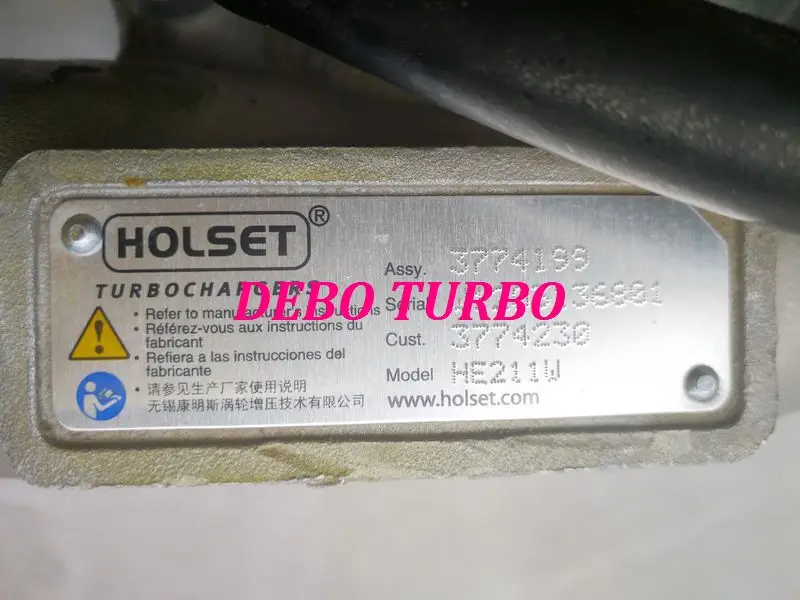 HOLSET®
TURBOCHARGERS
• Refer to manufacturer's instructions
• Référez-vous aux instructions du
fabricant
• Refiera a las instrucciones del
fabricante
• 请参见生产厂家使用说明
无锡康明斯涡轮增压技术有限公司
Assy. 3774199
Serial
Cust. 3774230
Model HE211W
www.holset.com
DEBO TURBO